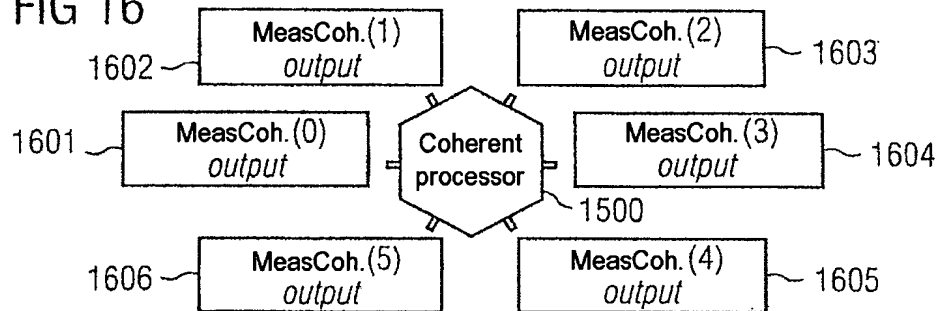 FIG 16
MeasCoh.(1)
output
1602
MeasCoh.(2)
output
1603
MeasCoh.(0)
output
1601
Coherent
processor
1500
MeasCoh.(3)
output
1604
MeasCoh.(5)
output
1606
MeasCoh.(4)
output
1605